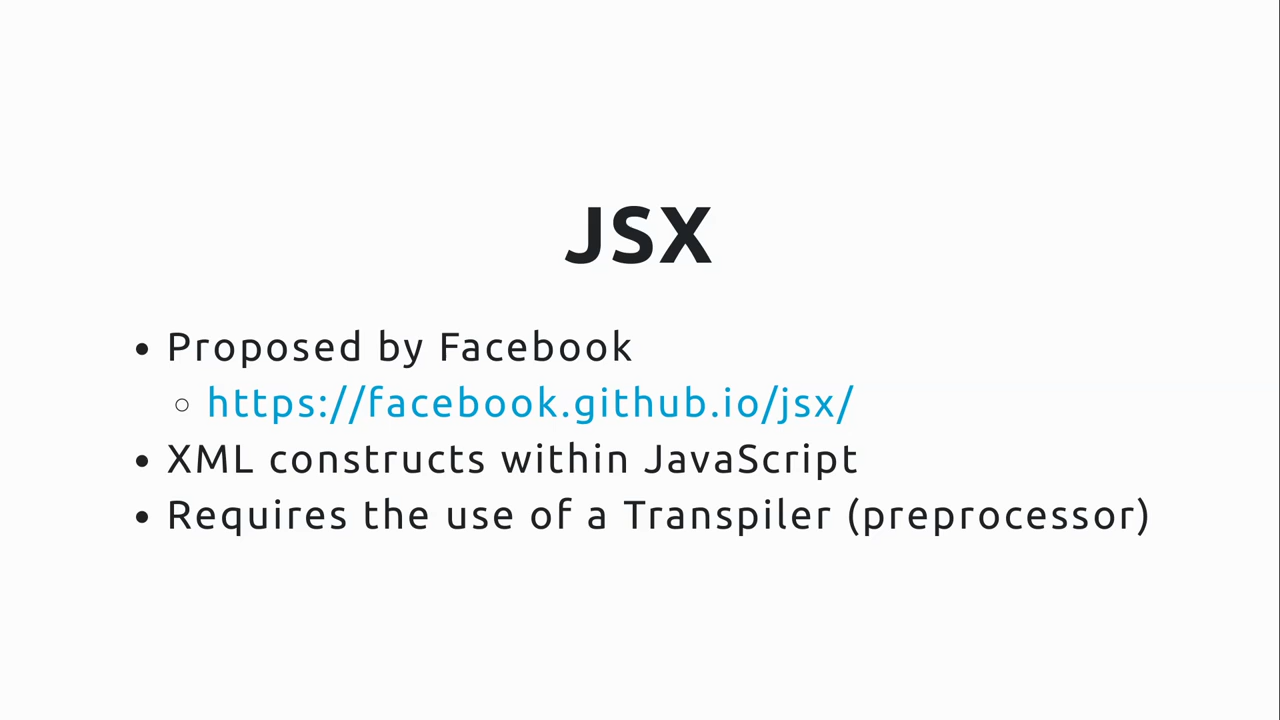 JSX
Proposed by Facebook
https://facebook.github.io/jsx/
XML constructs within JavaScript
Requires the use of a Transpiler (preprocessor)